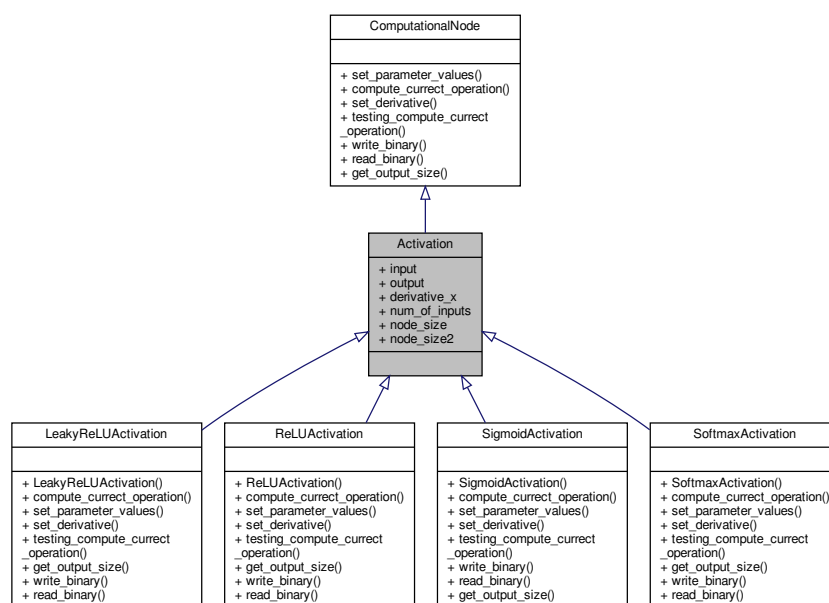 ComputationalNode
+ set_parameter_values()
+ compute_currect_operation()
+ set_derivative()
+ testing_compute_currect
_operation()
+ write_binary()
+ read_binary()
+ get_output_size()
Activation
+ input
+ output
+ derivative_x
+ num_of_inputs
+ node_size
+ node_size2
LeakyReLUActivation
+ LeakyReLUActivation()
+ compute_currect_operation()
+ set_parameter_values()
+ set_derivative()
+ testing_compute_currect
_operation()
+ get_output_size()
+ write_binary()
+ read_binary()
ReLUActivation
+ ReLUActivation()
+ compute_currect_operation()
+ set_parameter_values()
+ set_derivative()
+ testing_compute_currect
_operation()
+ get_output_size()
+ write_binary()
+ read_binary()
SigmoidActivation
+ SigmoidActivation()
+ compute_currect_operation()
+ set_parameter_values()
+ set_derivative()
+ testing_compute_currect
_operation()
+ write_binary()
+ read_binary()
+ get_output_size()
SoftmaxActivation
+ SoftmaxActivation()
+ compute_currect_operation()
+ set_parameter_values()
+ set_derivative()
+ testing_compute_currect
_operation()
+ get_output_size()
+ write_binary()
+ read_binary()